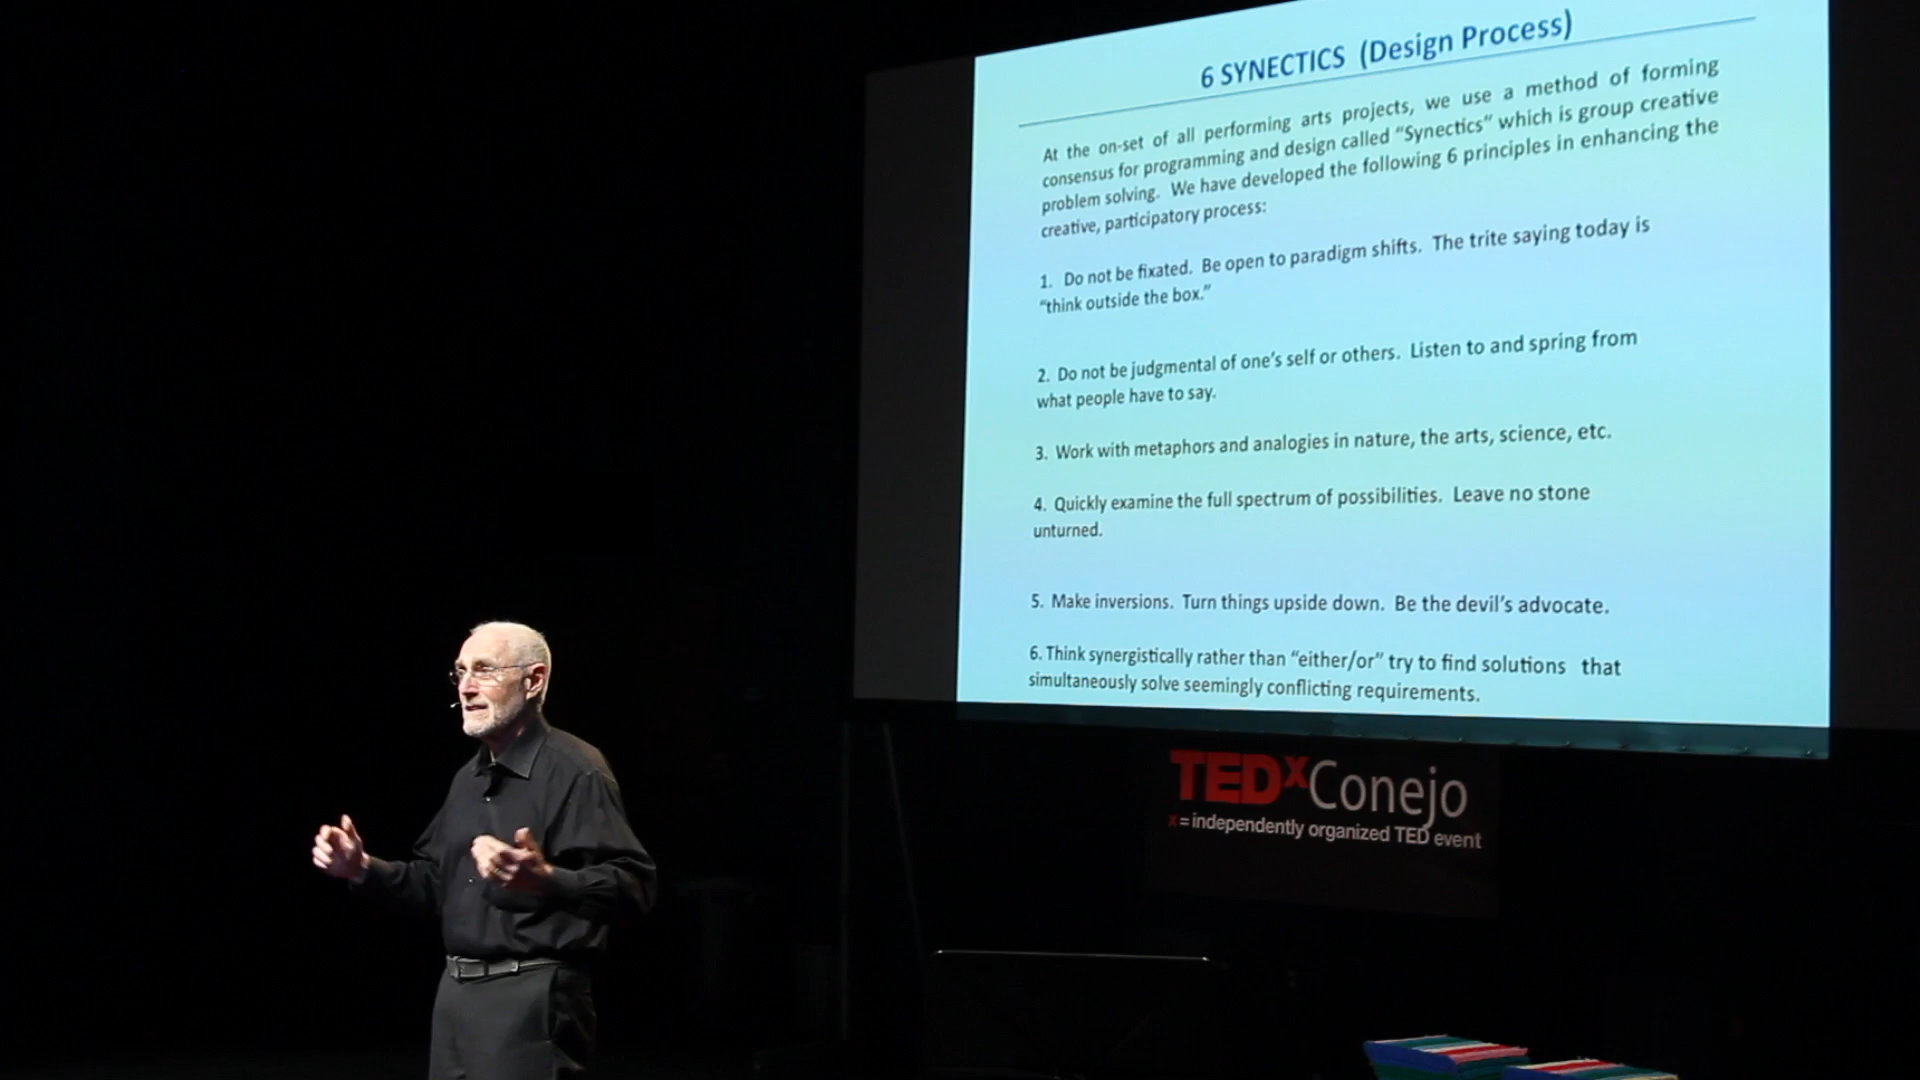 6 SYNECTICS (Design Process)
At the on-set of all performing arts projects, we use a method of forming
consensus for programming and design called “Synectics” which is group creative
problem solving. We have developed the following 6 principles in enhancing the
creative, participatory process:
1. Do not be fixated. Be open to paradigm shifts. The trite saying today is
“think outside the box.”
2. Do not be judgmental of one’s self or others. Listen to and spring from
what people have to say.
3. Work with metaphors and analogies in nature, the arts, science, etc.
4. Quickly examine the full spectrum of possibilities. Leave no stone
unturned.
5. Make inversions. Turn things upside down. Be the devil’s advocate.
6. Think synergistically rather than “either/or” try to find solutions that
simultaneously solve seemingly conflicting requirements.
TEDxConejo
x = independently organized TED event